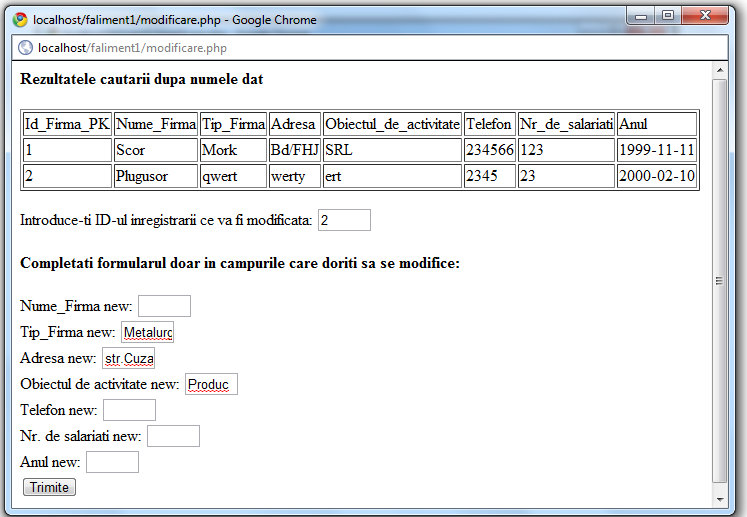 localhost/faliment1/modificare.php - Google Chrome
localhost/faliment1/modificare.php
Rezultatele cautarii dupa numele dat
Id_Firma_PK Nume_Firma Tip_Firma Adresa Obiectul_de_activitate Telefon Nr_de_salariati Anul
1 Scor Mork Bd/FHJ SRL 234566 123 1999-11-11
2 Plugusor qwert werty ert 2345 23 2000-02-10
Introduce-ti ID-ul inregistrarii ce va fi modificata: 2
Completati formularul doar in campurile care doriti sa se modifice:
Nume_Firma new:
Tip_Firma new: Metalurg
Adresa new: str.Cuza
Obiectul de activitate new: Produc
Telefon new:
Nr. de salariati new:
Anul new:
Trimite